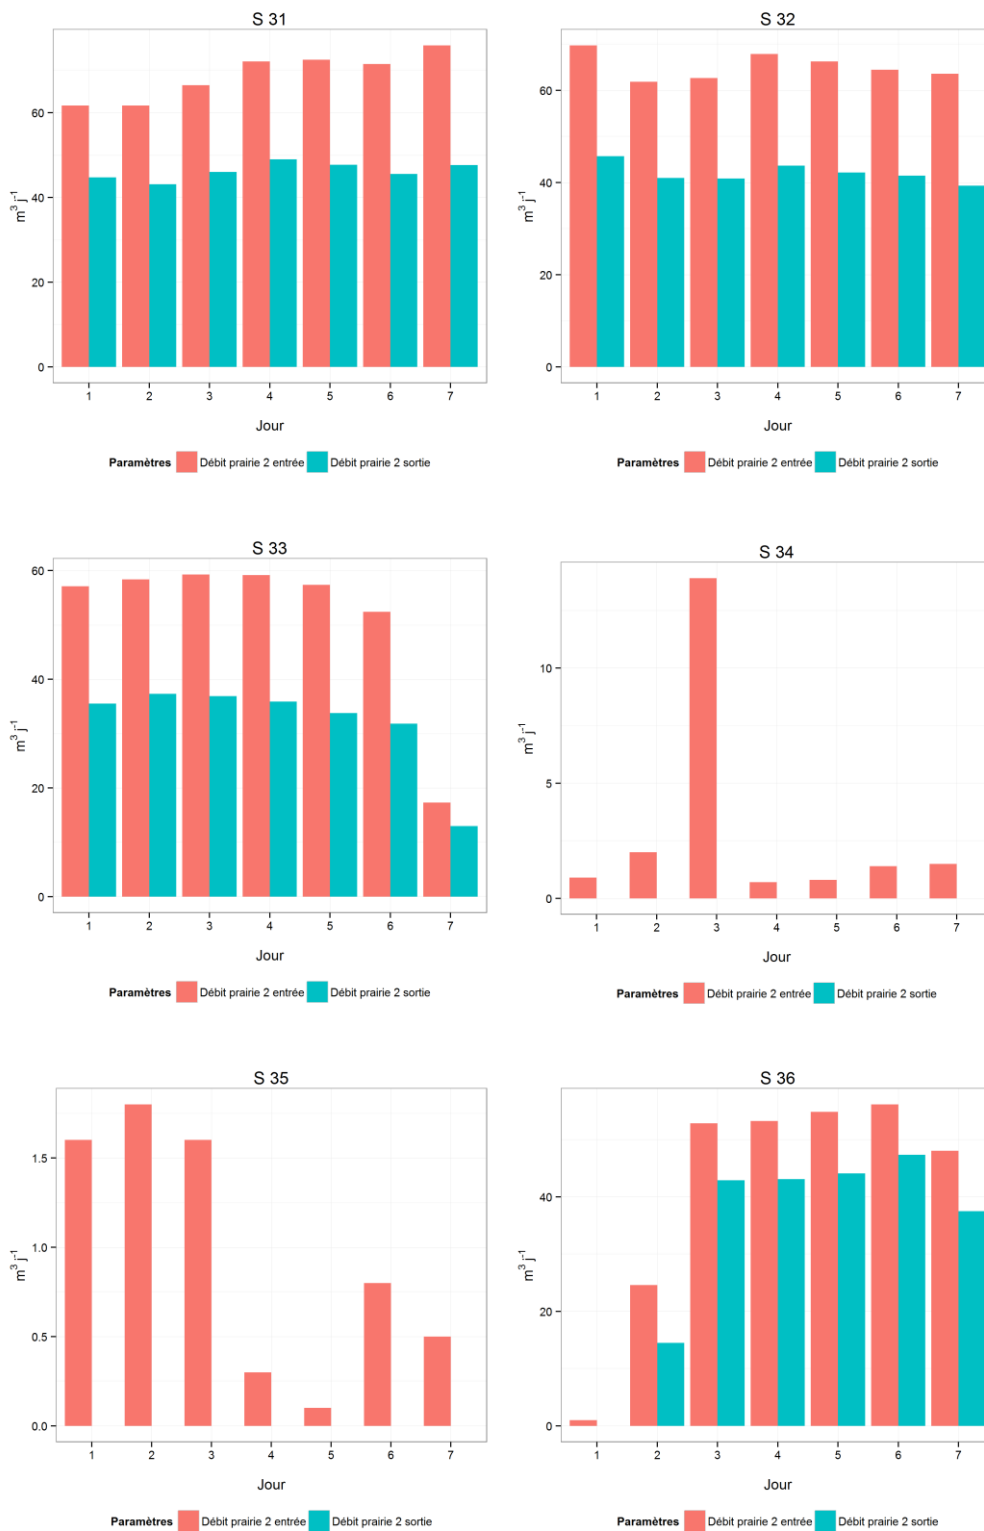 S 31
60
40
20
0
m³ j⁻¹
1 2 3 4 5 6 7
Jour
Paramètres Débit prairie 2 entrée Débit prairie 2 sortie
S 32
60
40
20
0
m³ j⁻¹
1 2 3 4 5 6 7
Jour
Paramètres Débit prairie 2 entrée Débit prairie 2 sortie
S 33
60
40
20
0
m³ j⁻¹
1 2 3 4 5 6 7
Jour
Paramètres Débit prairie 2 entrée Débit prairie 2 sortie
S 34
10
5
0
m³ j⁻¹
1 2 3 4 5 6 7
Jour
Paramètres Débit prairie 2 entrée Débit prairie 2 sortie
S 35
1.5
1.0
0.5
0.0
m³ j⁻¹
1 2 3 4 5 6 7
Jour
Paramètres Débit prairie 2 entrée Débit prairie 2 sortie
S 36
40
20
0
m³ j⁻¹
1 2 3 4 5 6 7
Jour
Paramètres Débit prairie 2 entrée Débit prairie 2 sortie